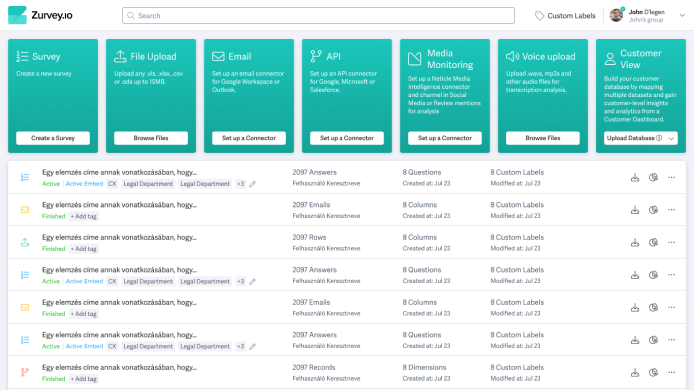 Zurvey.io
Search
Custom Labels
John D'legen
John's group
Survey
Create a new survey
Create a Survey
File Upload
Upload any .xls, .xlsx, .csv
or .ods up to 15MB.
Browse Files
Email
Set up an email connector
for Google Workspace or
Outlook.
Set up a Connector
API
Set up an API connector
for Google, Microsoft or
Salesforce.
Set up a Connector
Media
Monitoring
Set up a Neticle Media
Intelligence connector
and channel in Social
Media or Review mentions
for analysis
Set up a Connector
Voice upload
Upload .wavs, mp3s and
other audio files for
transcription analysis.
Browse Files
Customer
View
Build your customer
database by mapping
multiple datasets and gain
customer-level insights
and analytics from a
Customer Dashboard.
Upload Database
Egy elemzés címe annak vonatkozásában, hogy...
2097 Answers
8 Questions
8 Custom Labels
Active | Active Embed CX Legal Department Legal Department +3
Felhasználó Keresztneve
Created at: Jul 23
Modified at: Jul 23
Egy elemzés címe annak vonatkozásában, hogy...
2097 Emails
8 Columns
8 Custom Labels
Finished + Add tag
Felhasználó Keresztneve
Created at: Jul 23
Modified at: Jul 23
Egy elemzés címe annak vonatkozásában, hogy...
2097 Rows
8 Columns
8 Custom Labels
Finished + Add tag
Felhasználó Keresztneve
Created at: Jul 23
Modified at: Jul 23
Egy elemzés címe annak vonatkozásában, hogy...
2097 Answers
8 Questions
8 Custom Labels
Active | Active Embed CX Legal Department Legal Department +3
Felhasználó Keresztneve
Created at: Jul 23
Modified at: Jul 23
Egy elemzés címe annak vonatkozásában, hogy...
2097 Emails
8 Columns
8 Custom Labels
Finished + Add tag
Felhasználó Keresztneve
Created at: Jul 23
Modified at: Jul 23
Egy elemzés címe annak vonatkozásában, hogy...
2097 Answers
8 Questions
8 Custom Labels
Active | Active Embed CX Legal Department Legal Department +3
Felhasználó Keresztneve
Created at: Jul 23
Modified at: Jul 23
Egy elemzés címe annak vonatkozásában, hogy...
2097 Records
8 Dimensions
8 Custom Labels
Finished + Add tag
Felhasználó Keresztneve
Created at: Jul 23
Modified at: Jul 23